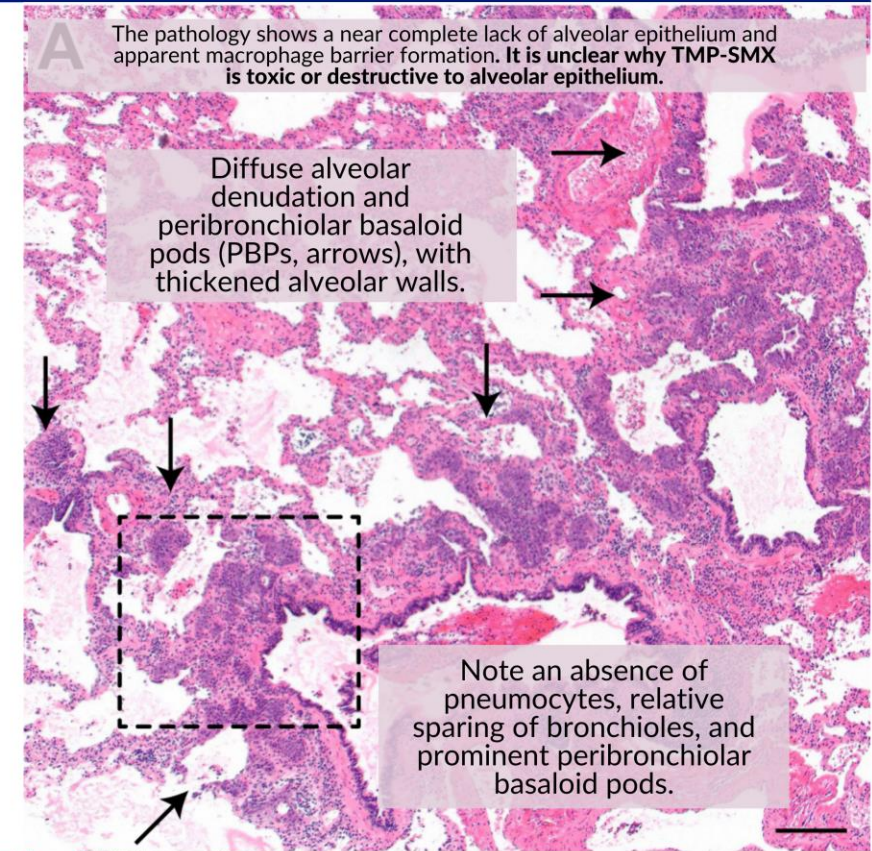 A
The pathology shows a near complete lack of alveolar epithelium and
apparent macrophage barrier formation. It is unclear why TMP-SMX
is toxic or destructive to alveolar epithelium.
Diffuse alveolar
denudation and
peribronchiolar basaloid
pods (PBPs, arrows), with
thickened alveolar walls.
Note an absence of
pneumocytes, relative
sparing of bronchioles, and
prominent peribronchiolar
basaloid pods.